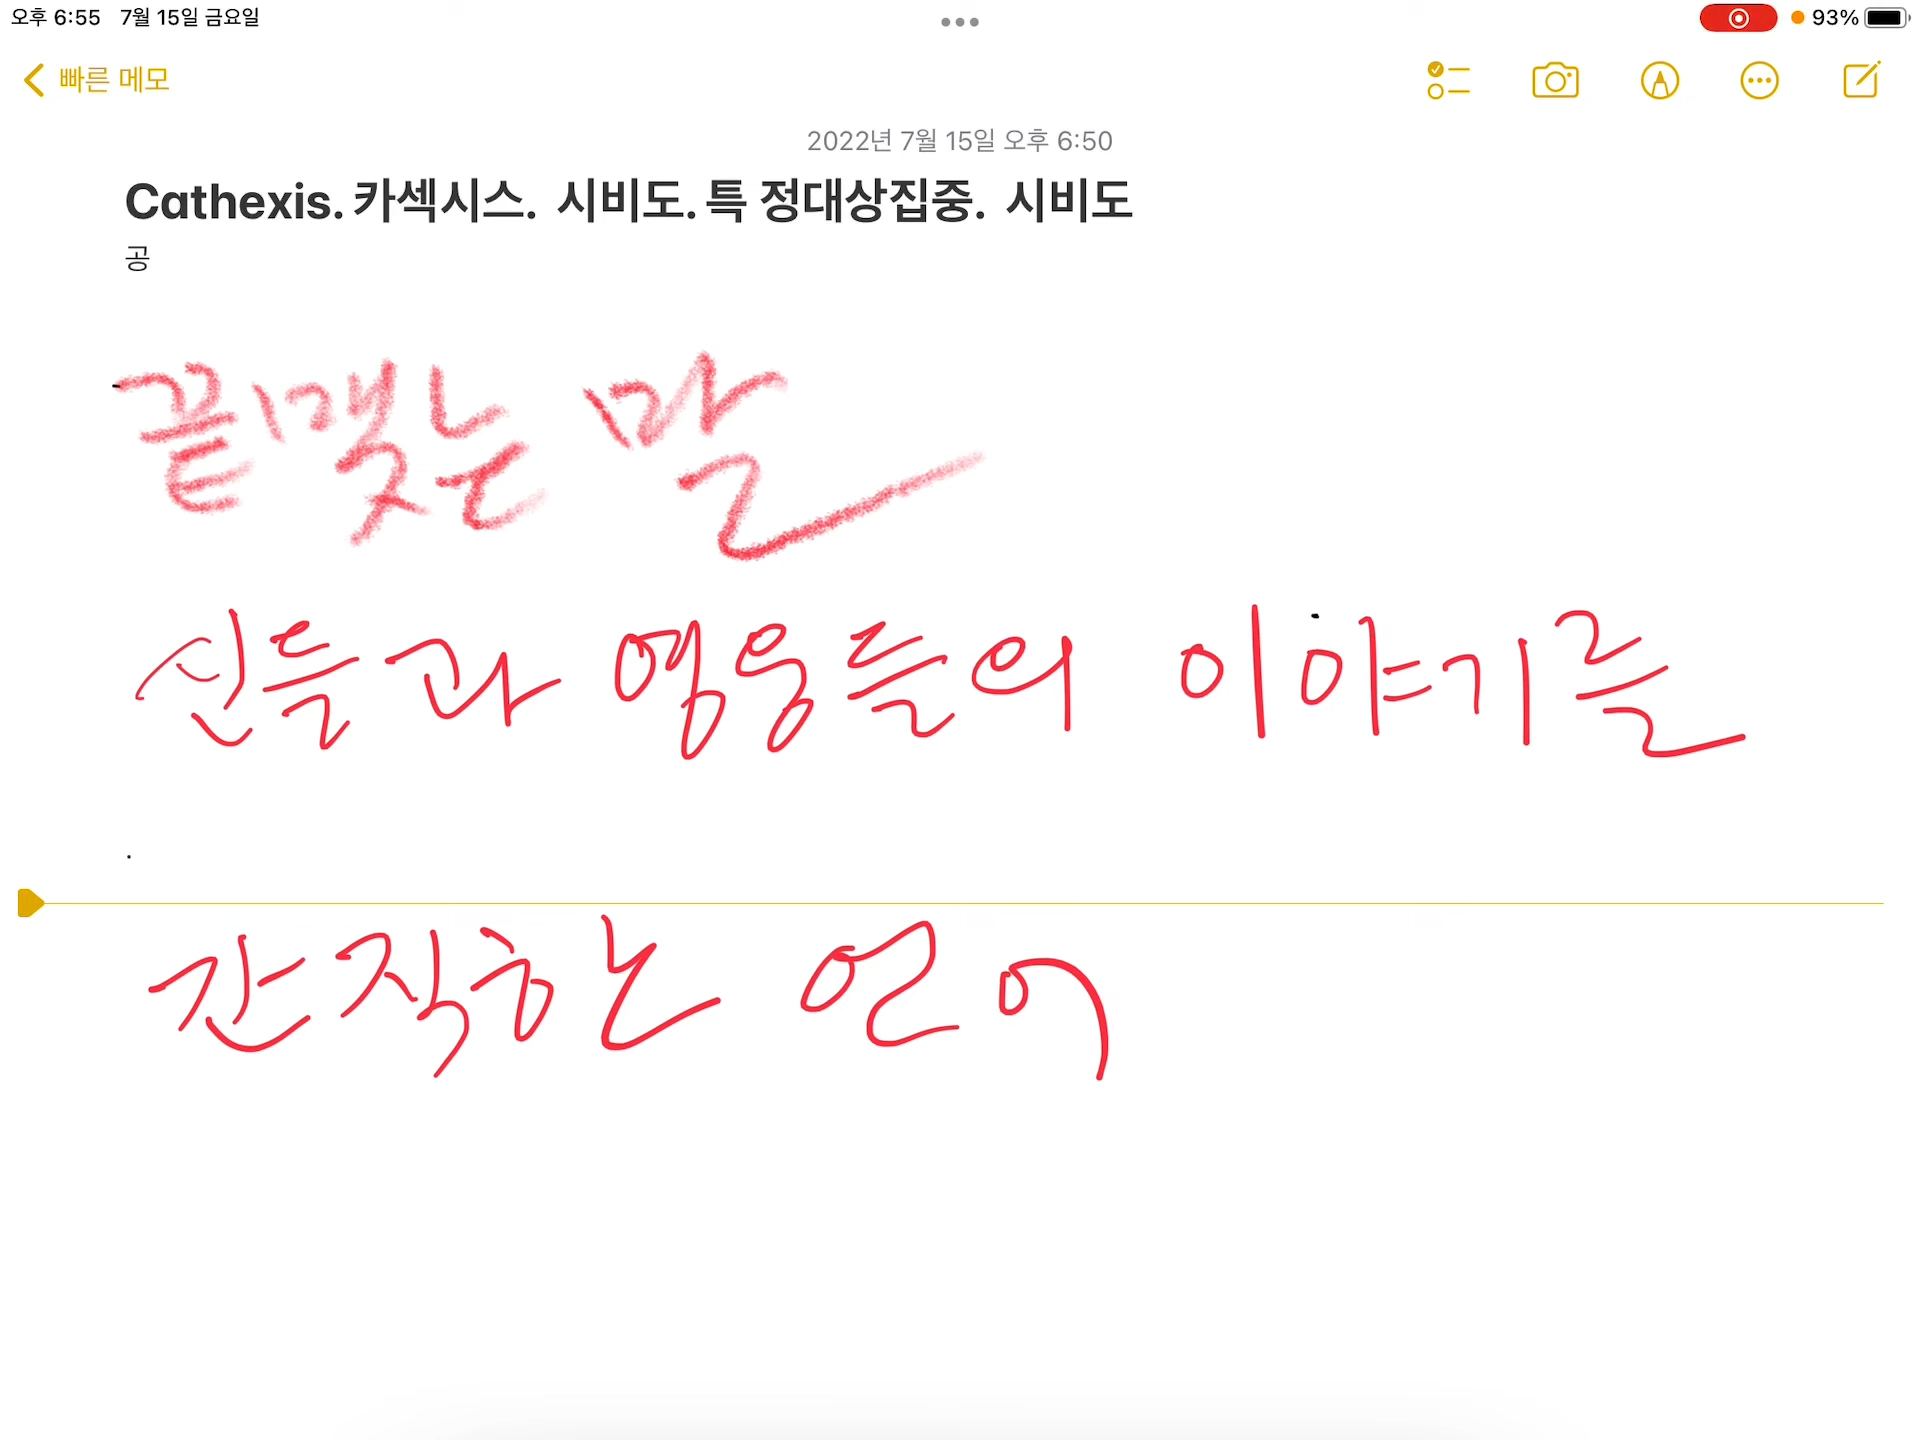 오후 6:55 7월 15일 금요일
93%
빠른 메모
2022년 7월 15일 오후 6:50
Cathexis. 카섹시스. 시비도. 특 정대상집중. 시비도
공
끝맺는 말
신들과 영웅들의 이야기를
간직하는 언어